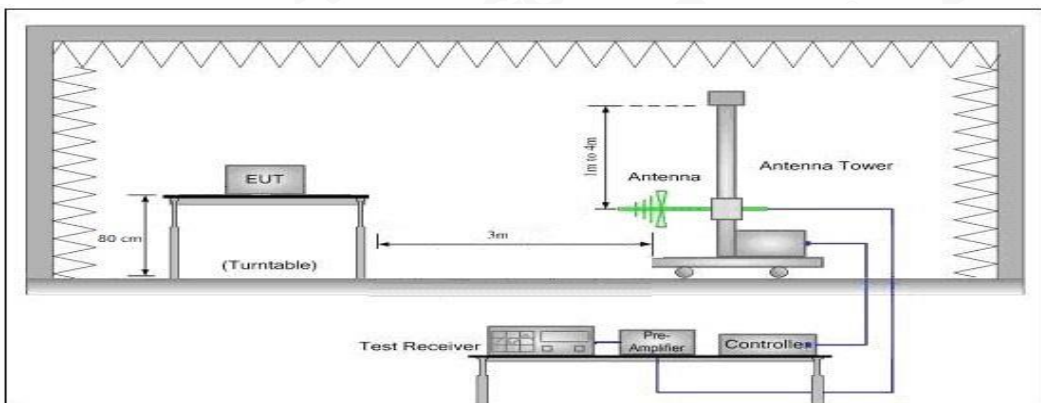 1m to 4m
Antenna Tower
Antenna
EUT
80 cm
3m
(Turntable)
Test Receiver
Pre-
Amplifier
Controller